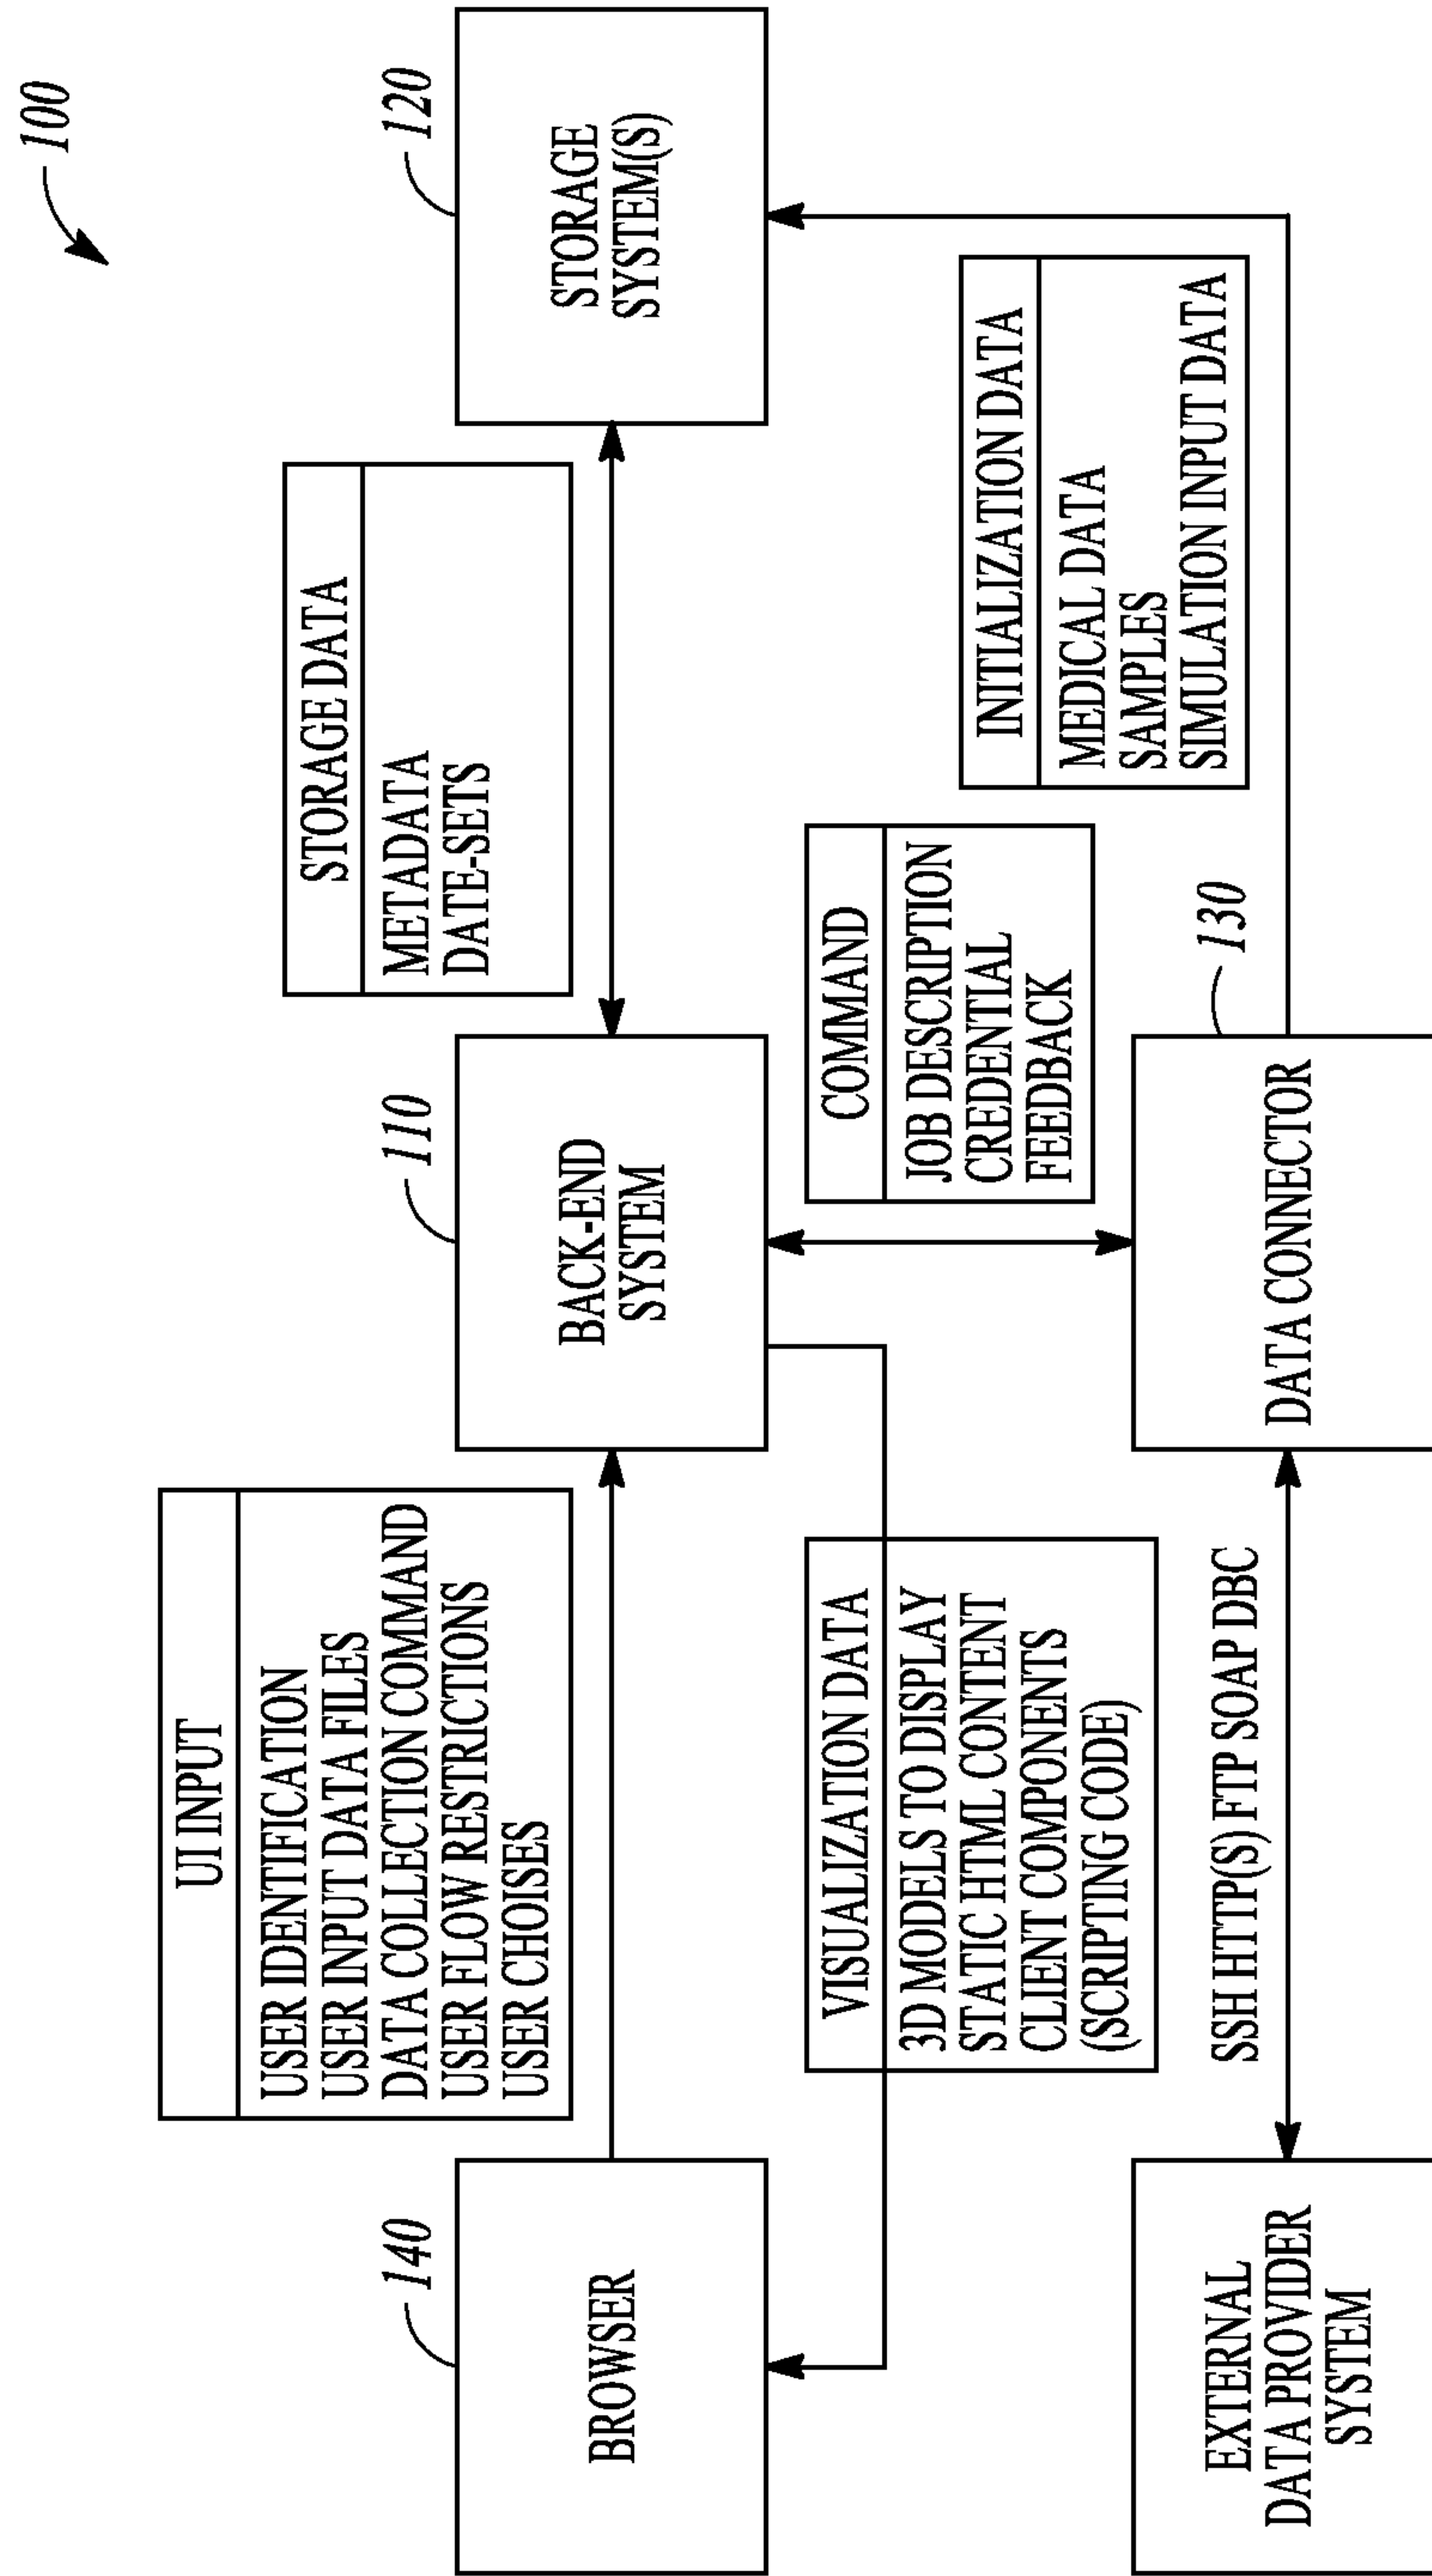 100
140
BROWSER
UI INPUT
USER IDENTIFICATION
USER INPUT DATA FILES
DATA COLLECTION COMMAND
USER FLOW RESTRICTIONS
USER CHOISES
110
BACK-END
SYSTEM
STORAGE DATA
METADATA
DATE-SETS
120
STORAGE
SYSTEM(S)
VISUALIZATION DATA
3D MODELS TO DISPLAY
STATIC HTML CONTENT
CLIENT COMPONENTS
(SCRIPTING CODE)
COMMAND
JOB DESCRIPTION
CREDENTIAL
FEEDBACK
INITIALIZATION DATA
MEDICAL DATA
SAMPLES
SIMULATION INPUT DATA
EXTERNAL
DATA PROVIDER
SYSTEM
SSH HTTP(S) FTP SOAP DBC
130
DATA CONNECTOR